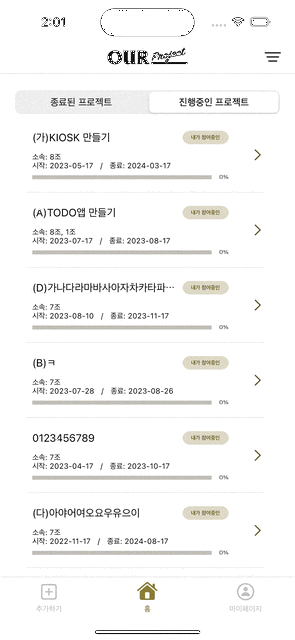 2:01
OUR Project
종료된 프로젝트
진행중인 프로젝트
(가)KIOSK 만들기
내가 참여중인
소속: 8조
시작: 2023-05-17 / 종료: 2024-03-17
0%
(A)TODO앱 만들기
내가 참여중인
소속: 8조, 1조
시작: 2023-07-17 / 종료: 2023-08-17
0%
(D)가나다라마바사아자차카타파…
내가 참여중인
소속: 7조
시작: 2023-08-10 / 종료: 2023-11-17
0%
(B)ㅋ
내가 참여중인
소속: 7조
시작: 2023-07-28 / 종료: 2023-08-26
0%
0123456789
내가 참여중인
소속: 7조
시작: 2023-04-17 / 종료: 2023-10-17
0%
(다)아야어여오요우유으이
내가 참여중인
소속: 7조
시작: 2022-11-17 / 종료: 2024-08-17
0%
추가하기
홈
마이페이지